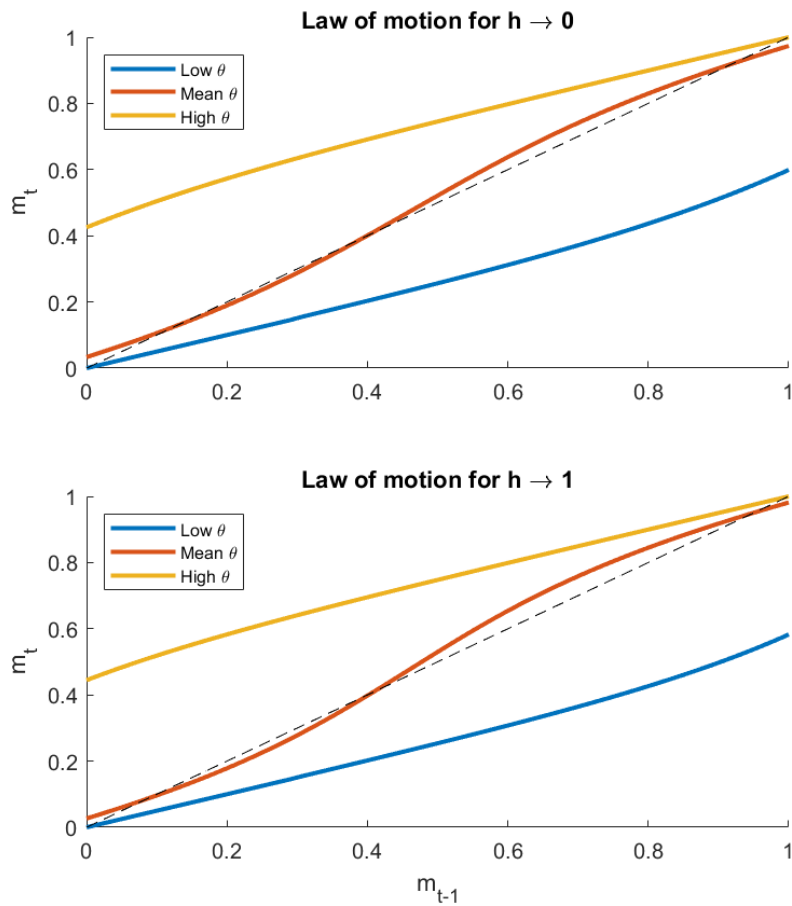 Law of motion for h → 0
1
0.8
0.6
0.4
0.2
0
m_t
Low θ
Mean θ
High θ
0 0.2 0.4 0.6 0.8 1
Law of motion for h → 1
1
0.8
0.6
0.4
0.2
0
m_t
Low θ
Mean θ
High θ
0 0.2 0.4 0.6 0.8 1
m_{t-1}